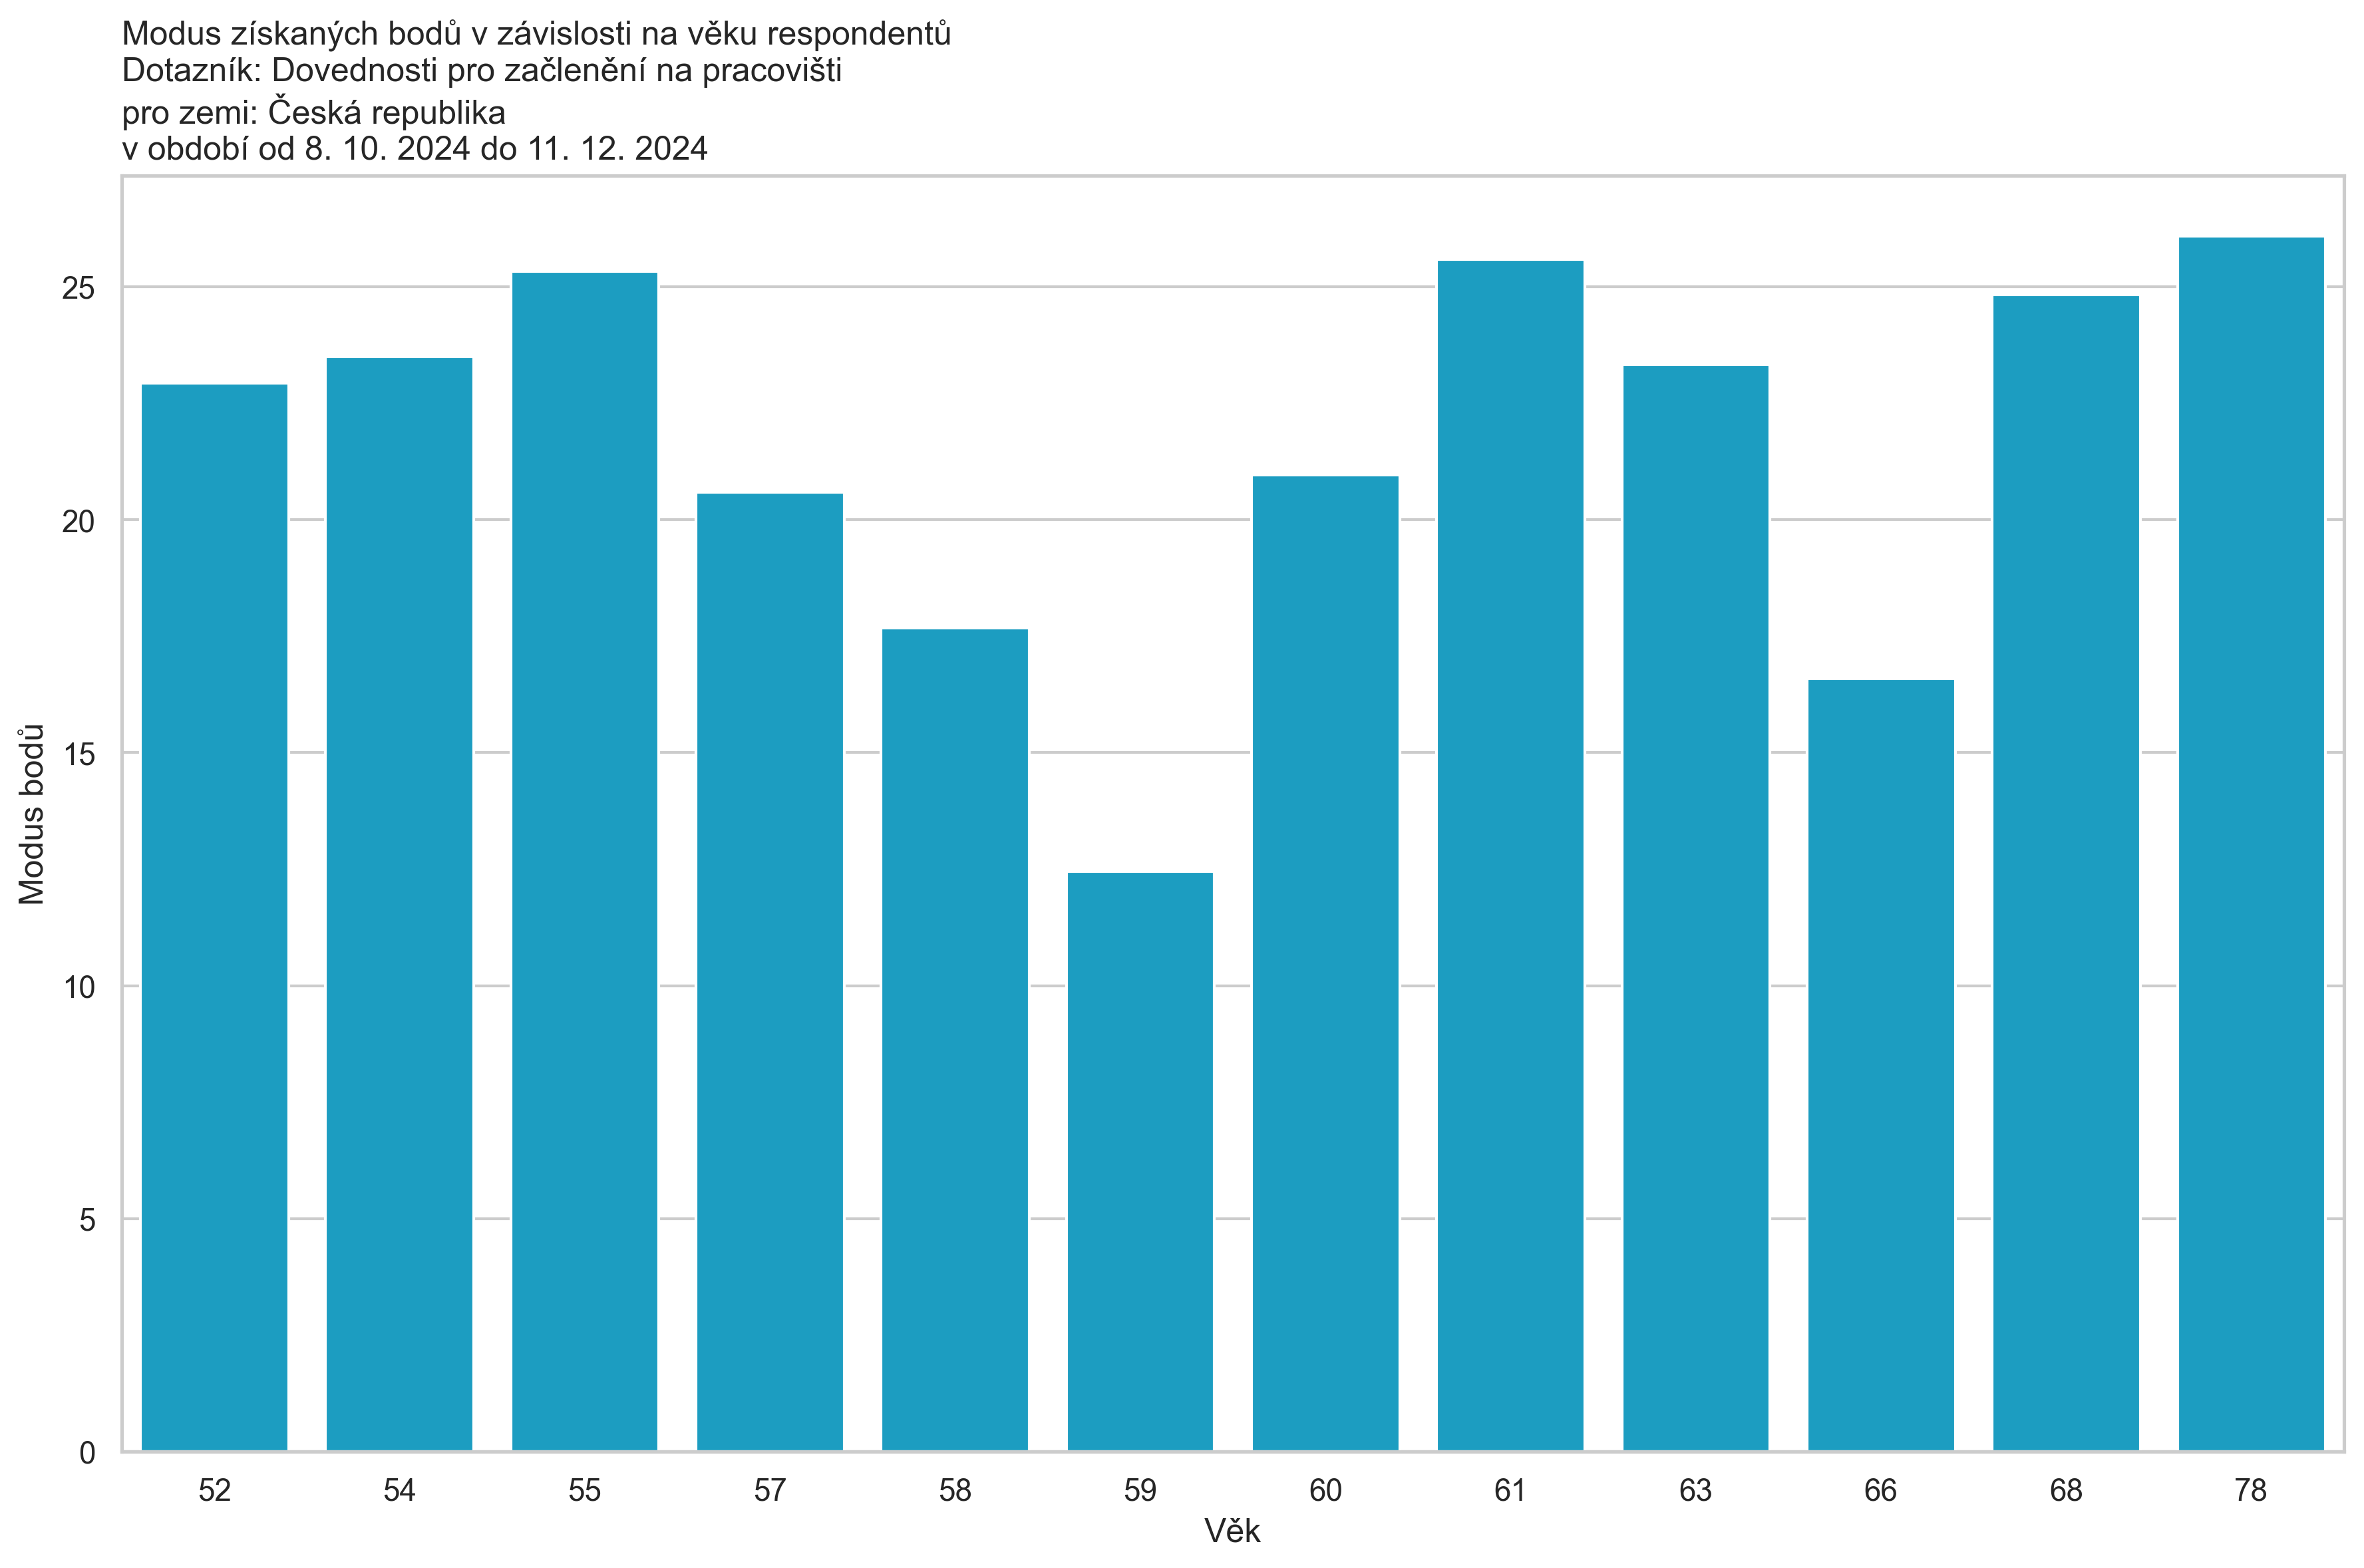 Modus získaných bodů v závislosti na věku respondentů
Dotazník: Dovednosti pro začlenění na pracovišti
pro zemi: Česká republika
v období od 8. 10. 2024 do 11. 12. 2024
Modus bodů
25
20
15
10
5
0
52 54 55 57 58 59 60 61 63 66 68 78
Věk